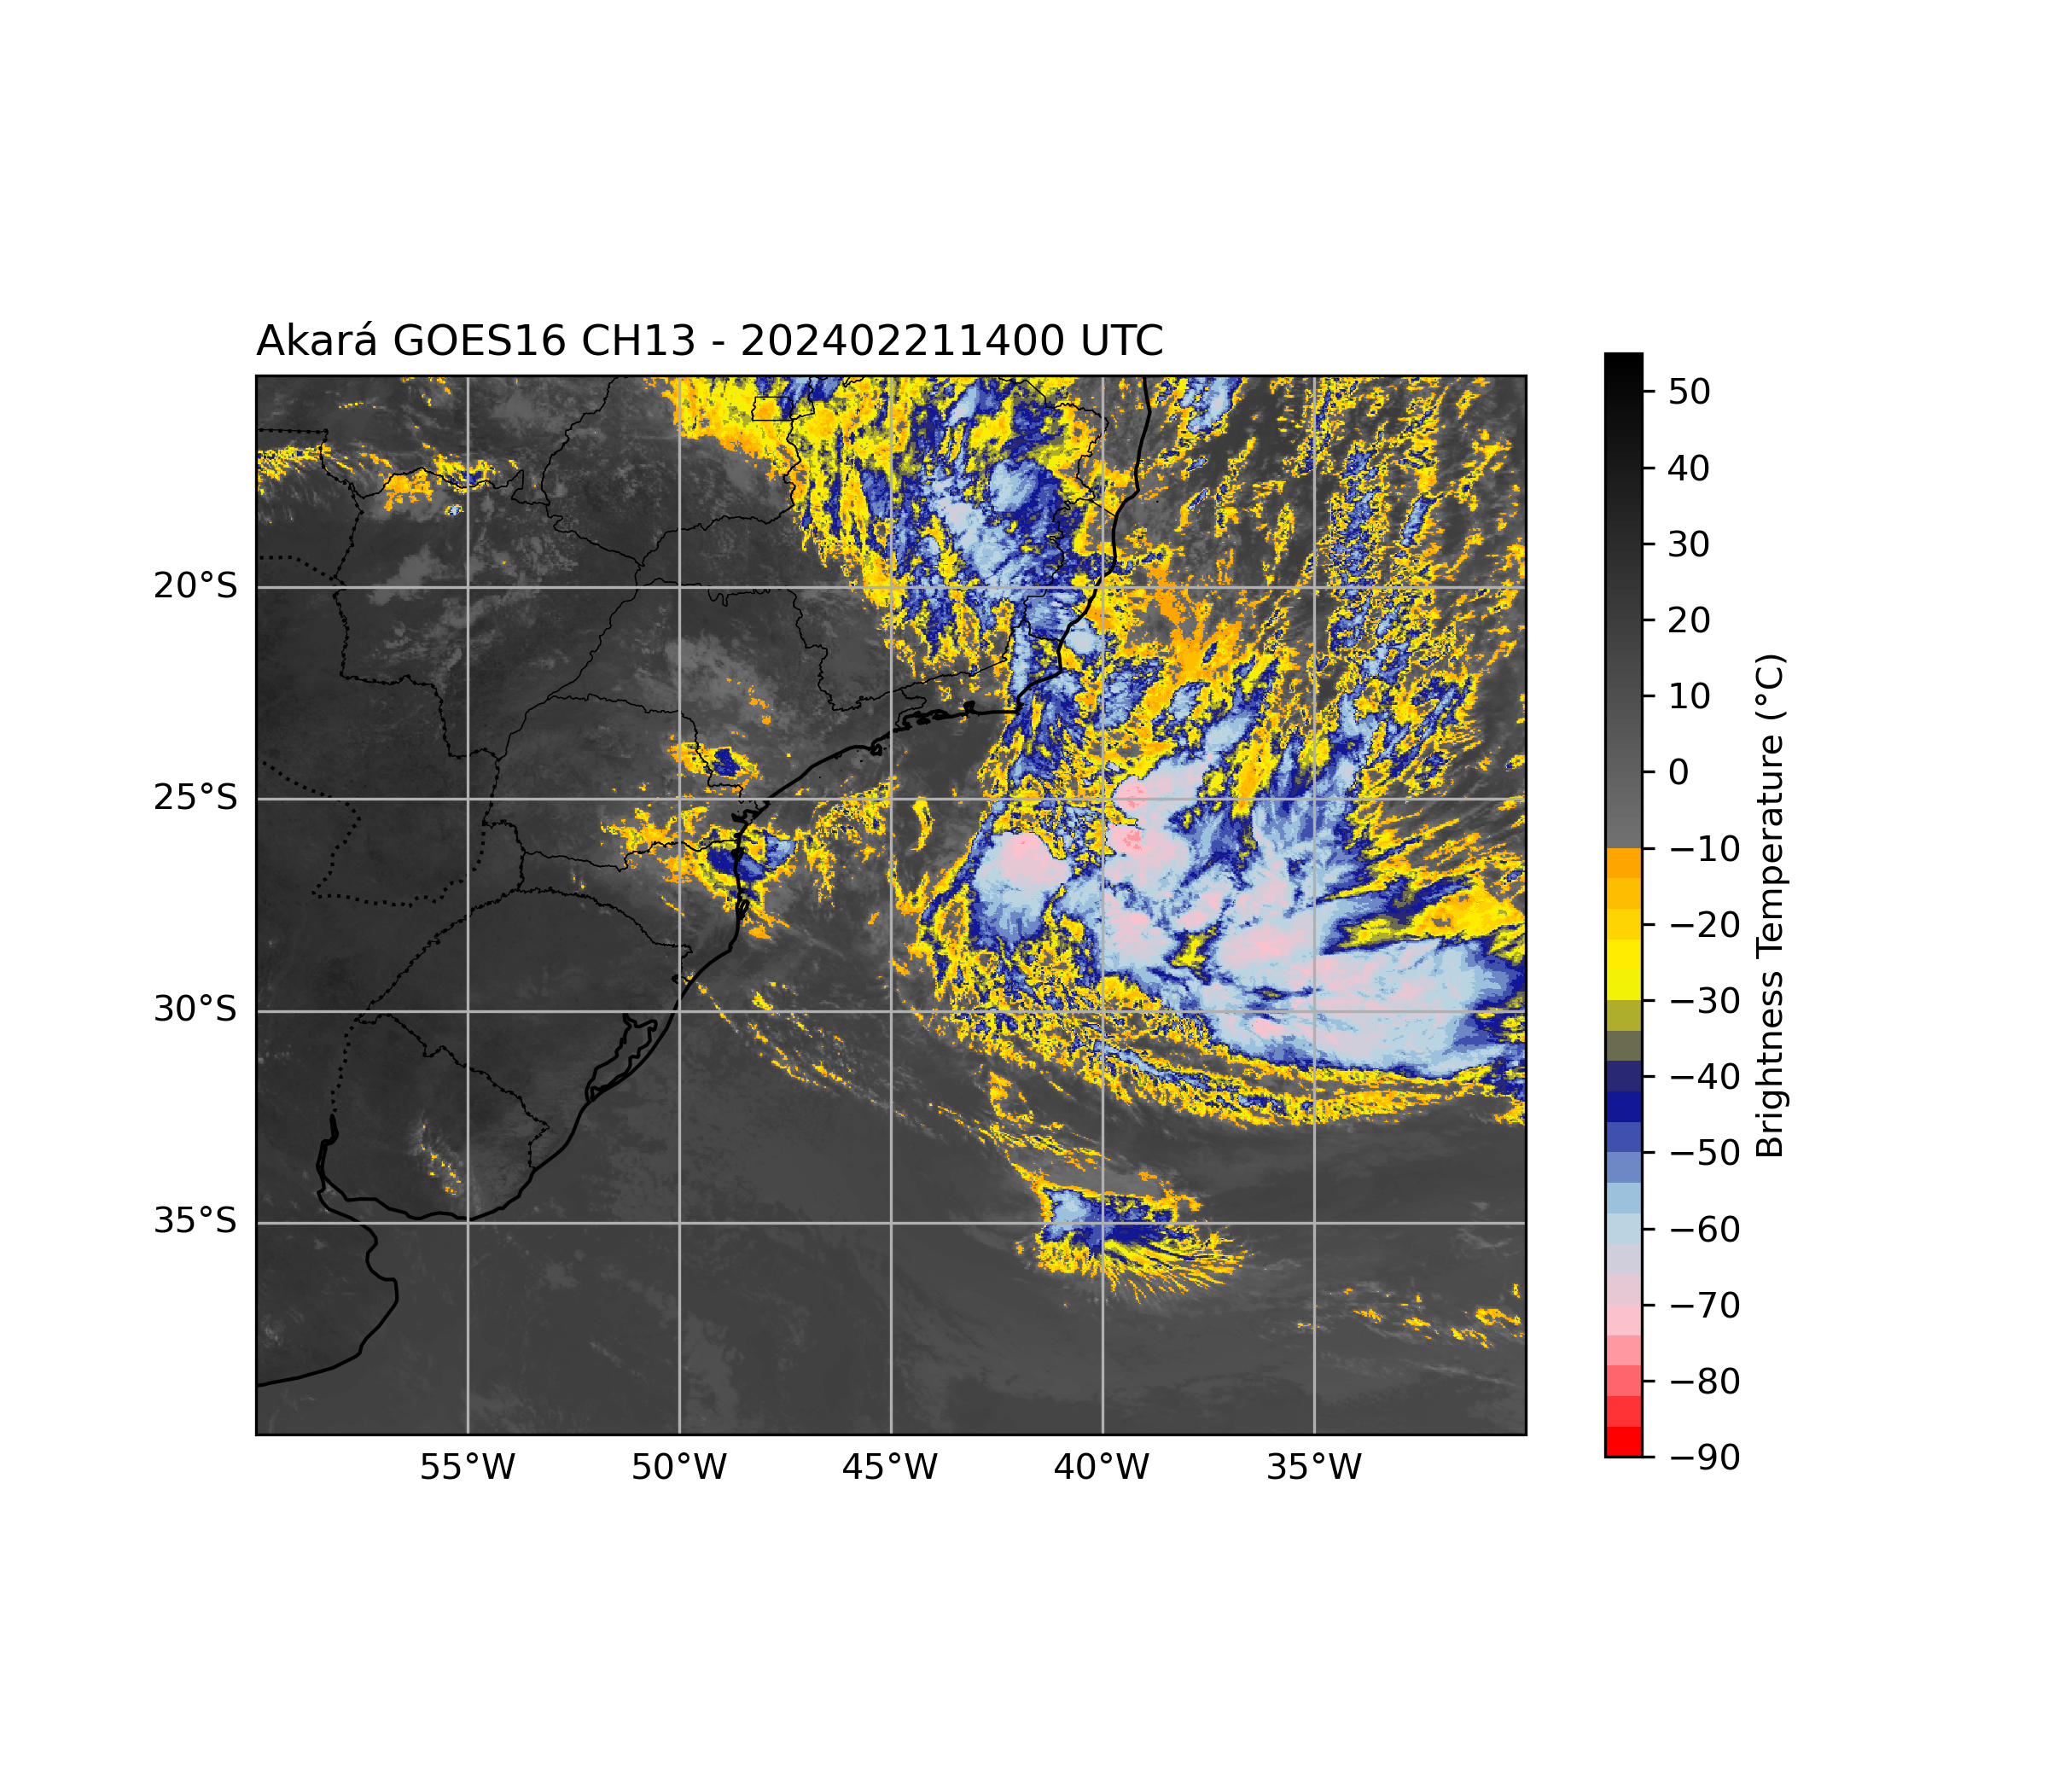 Akará GOES16 CH13 - 202402211400 UTC
20°S
25°S
30°S
35°S
55°W
50°W
45°W
40°W
35°W
50
40
30
20
10
0
−10
−20
−30
−40
−50
−60
−70
−80
−90
Brightness Temperature (°C)